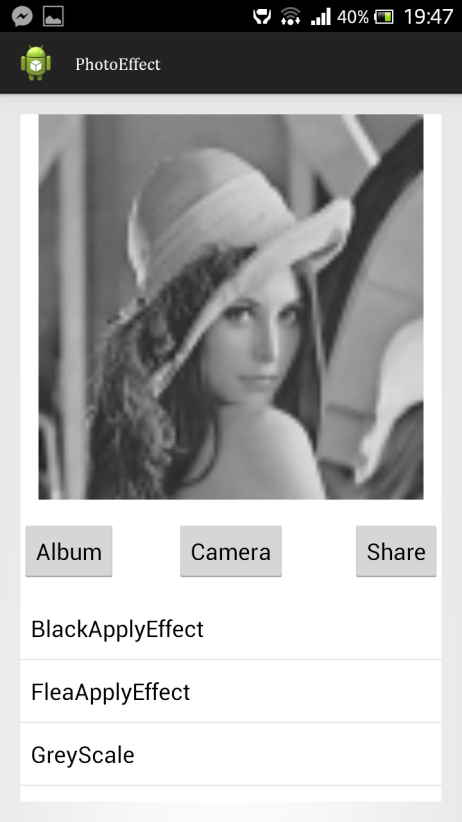 40% 19:47
PhotoEffect
Album Camera Share
BlackApplyEffect
FleaApplyEffect
GreyScale